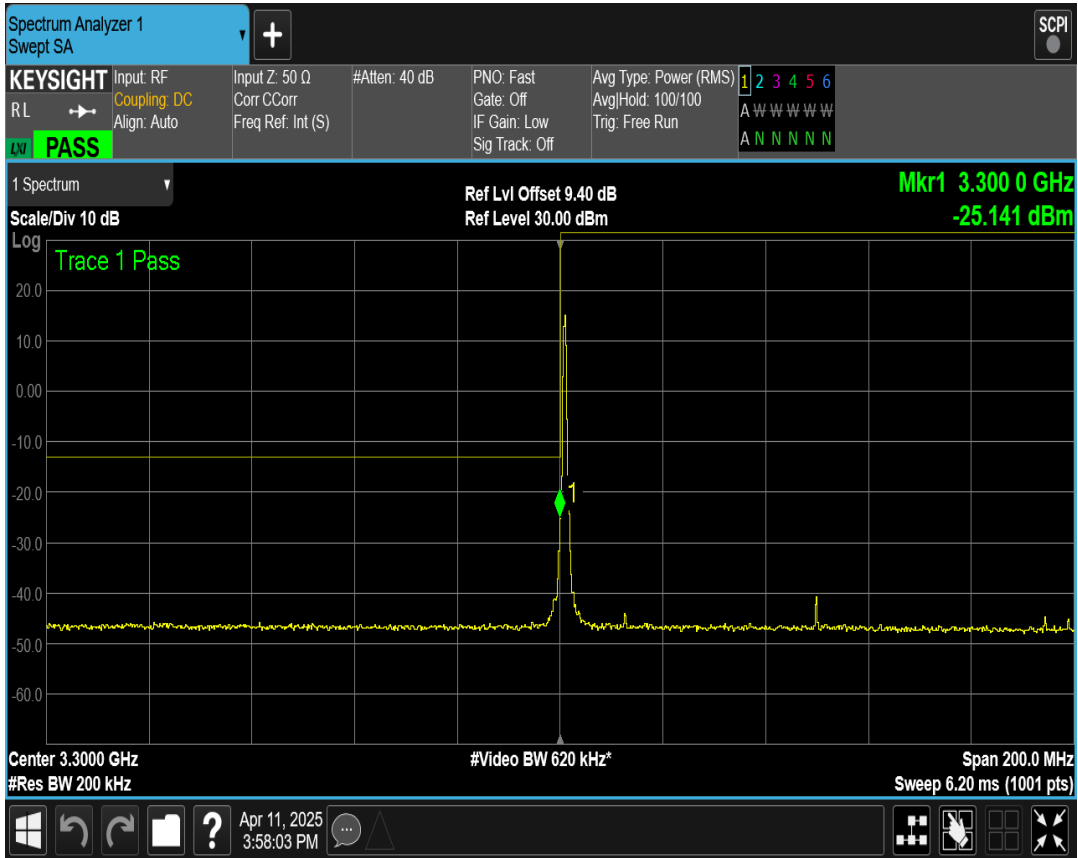 Spectrum Analyzer 1
Swept SA
+
SCPI
KEYSIGHT
R L
LXI PASS
Input: RF
Coupling: DC
Align: Auto
Input Z: 50 Ω
Corr CCorr
Freq Ref: Int (S)
#Atten: 40 dB
PNO: Fast
Gate: Off
IF Gain: Low
Sig Track: Off
Avg Type: Power (RMS)
Avg|Hold: 100/100
Trig: Free Run
1 2 3 4 5 6
A W W W W W
A N N N N N
1 Spectrum
Scale/Div 10 dB
Ref Lvl Offset 9.40 dB
Ref Level 30.00 dBm
Mkr1 3.300 0 GHz
-25.141 dBm
Log
Trace 1 Pass
20.0
10.0
0.00
-10.0
-20.0
1
-30.0
-40.0
-50.0
-60.0
Center 3.3000 GHz
#Video BW 620 kHz*
Span 200.0 MHz
#Res BW 200 kHz
Sweep 6.20 ms (1001 pts)
?
Apr 11, 2025
3:58:03 PM